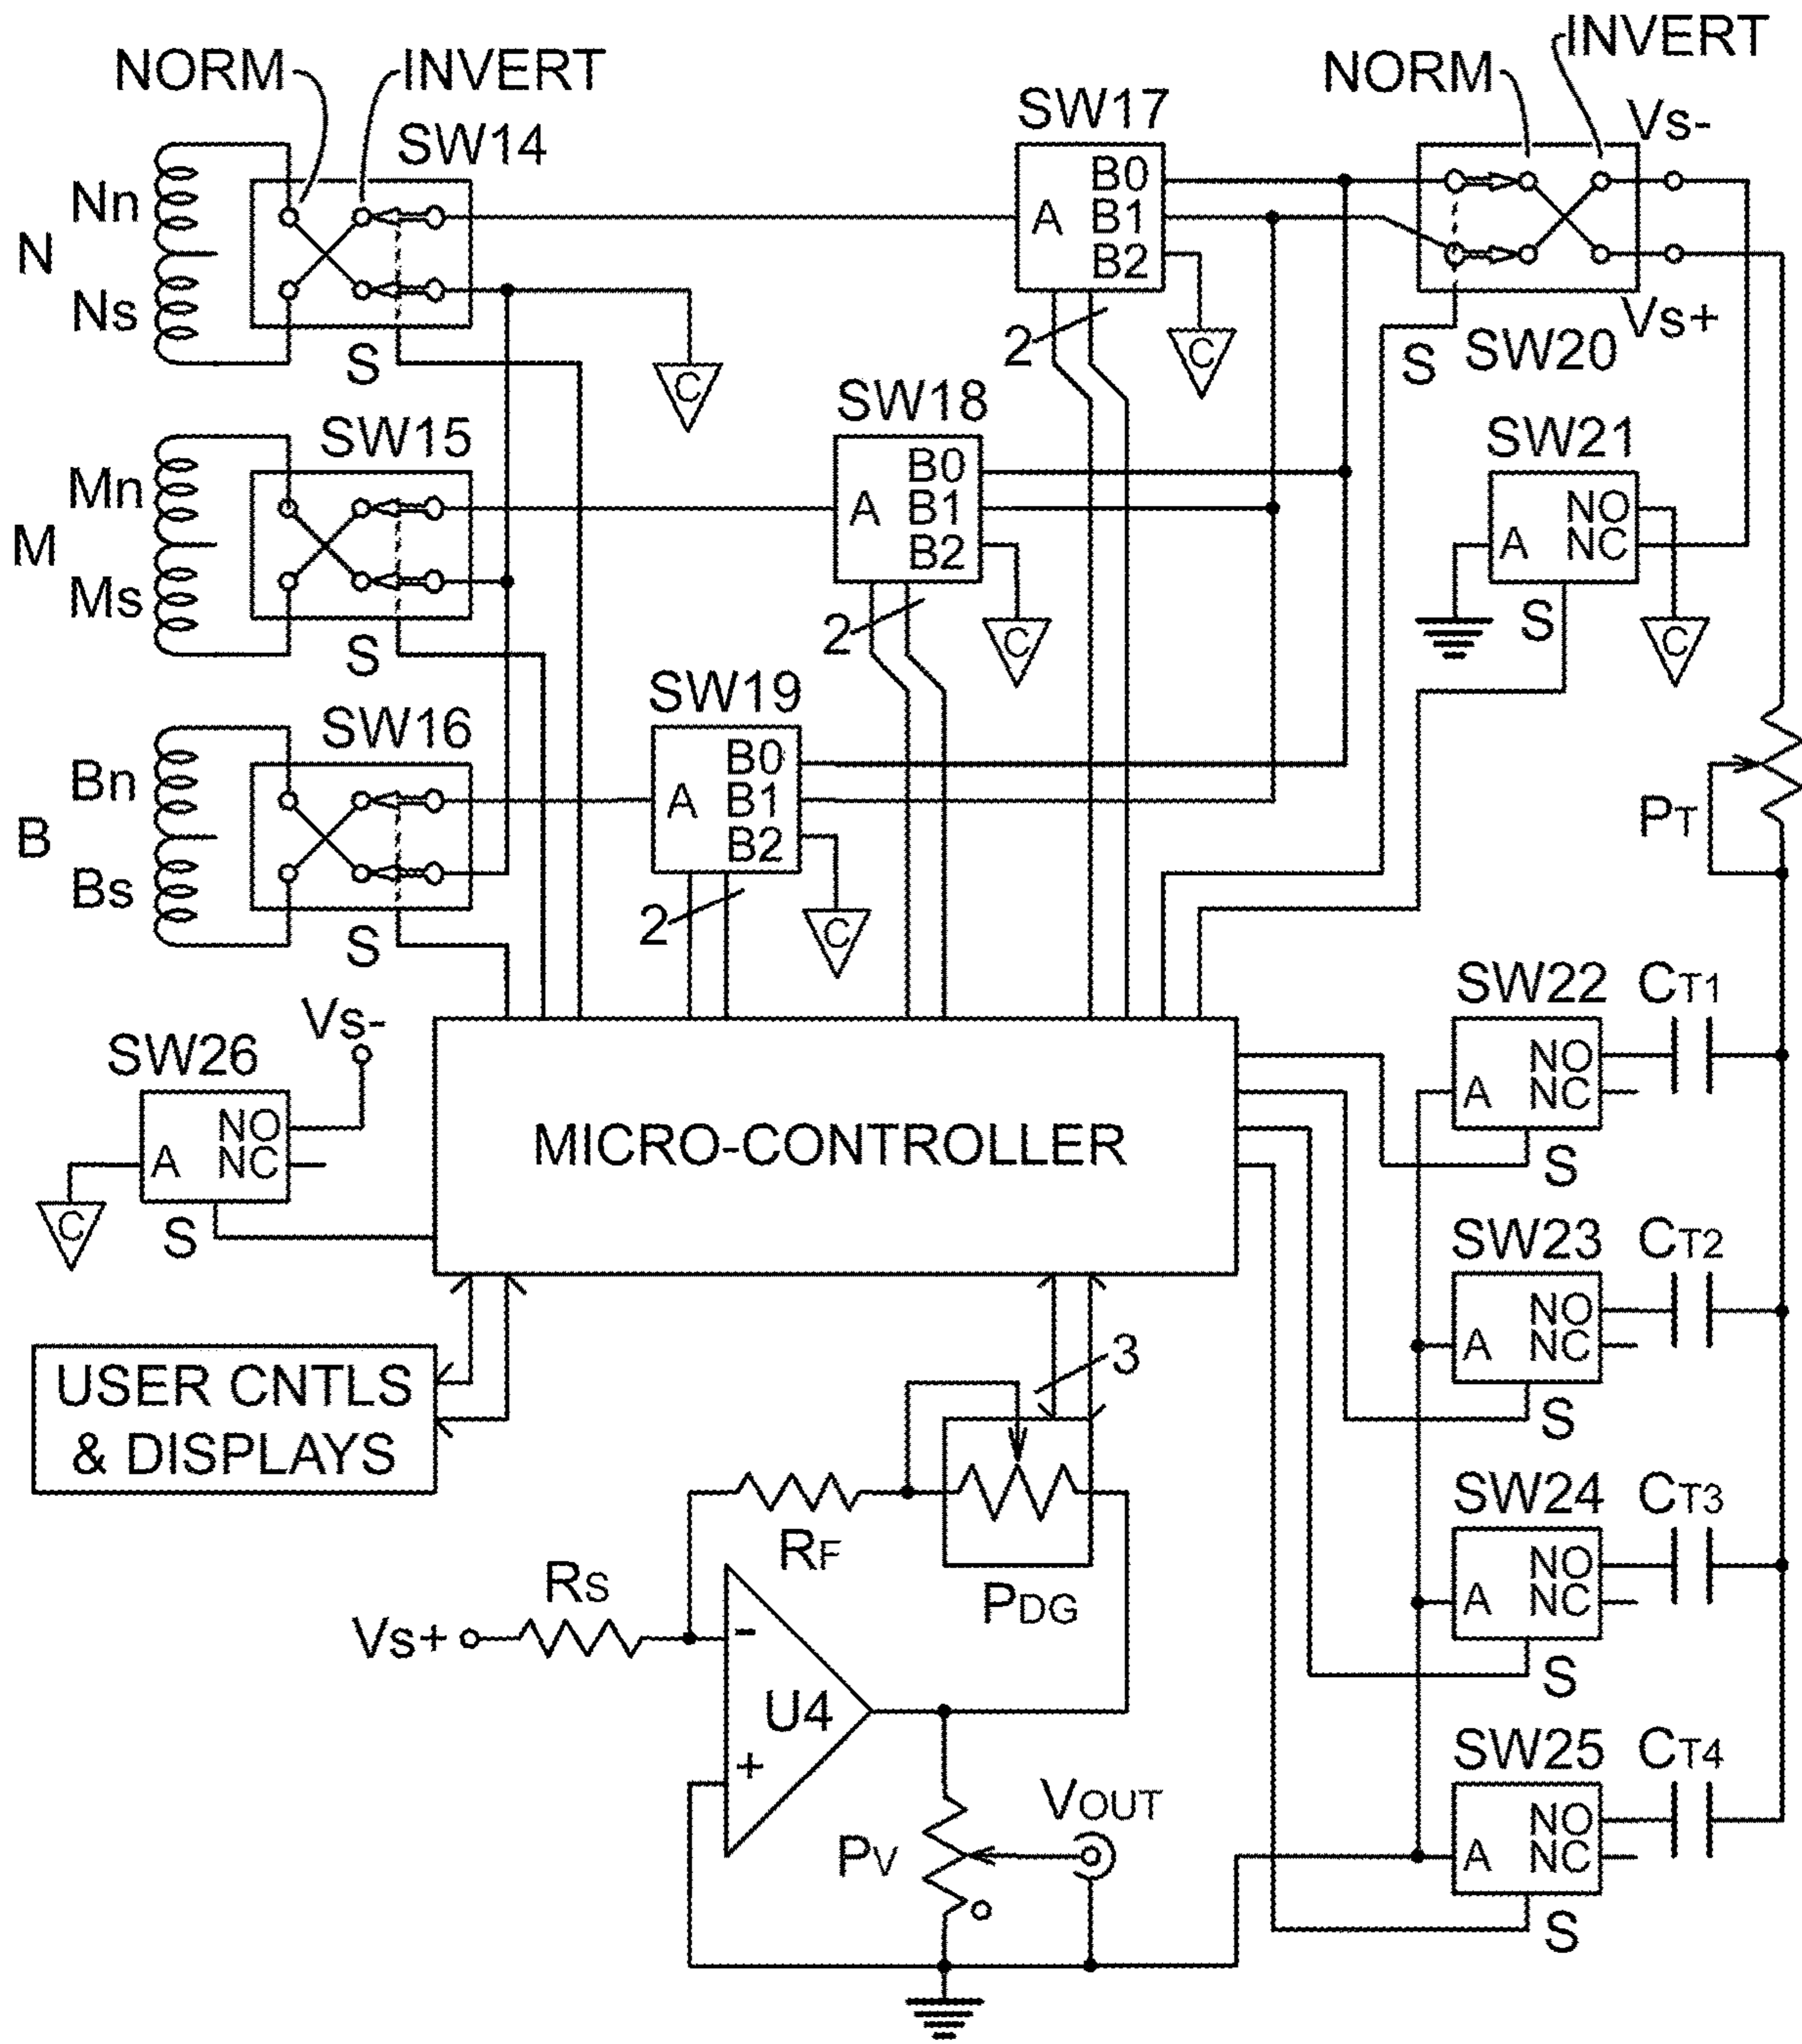 NORM
INVERT
SW14
Nn
N
Ns
S
SW17
A
B0
B1
B2
2
C
C
NORM
INVERT
Vs-
Vs+
S
SW20
SW15
Mn
M
Ms
S
SW18
A
B0
B1
B2
2
C
SW21
A
NO
NC
S
C
SW16
Bn
B
Bs
S
SW19
A
B0
B1
B2
2
C
PT
Vs-
SW26
A
NO
NC
S
C
MICRO-CONTROLLER
SW22
CT1
A
NO
NC
S
SW23
CT2
A
NO
NC
S
SW24
CT3
A
NO
NC
S
SW25
CT4
A
NO
NC
S
USER CNTLS
& DISPLAYS
3
RF
PDG
RS
Vs+
-
U4
+
PV
VOUT